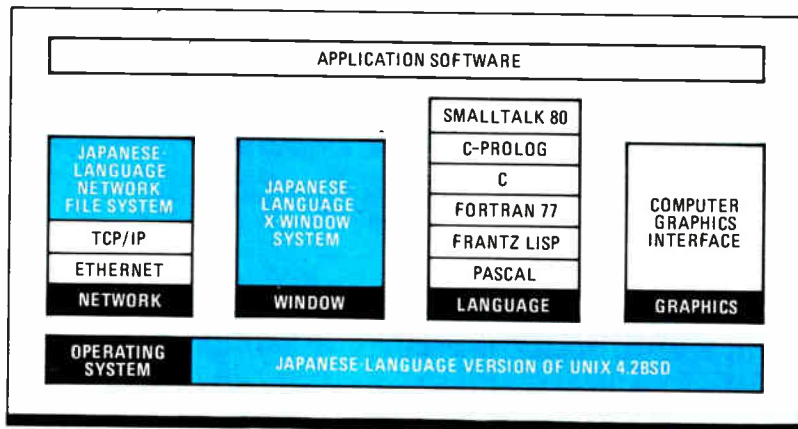 APPLICATION SOFTWARE
JAPANESE-
LANGUAGE
NETWORK
FILE SYSTEM
TCP/IP
ETHERNET
NETWORK
JAPANESE-
LANGUAGE
X-WINDOW
SYSTEM
WINDOW
SMALLTALK 80
C-PROLOG
C
FORTRAN 77
FRANTZ LISP
PASCAL
LANGUAGE
COMPUTER
GRAPHICS
INTERFACE
GRAPHICS
OPERATING
SYSTEM
JAPANESE-LANGUAGE VERSION OF UNIX 4.2BSD